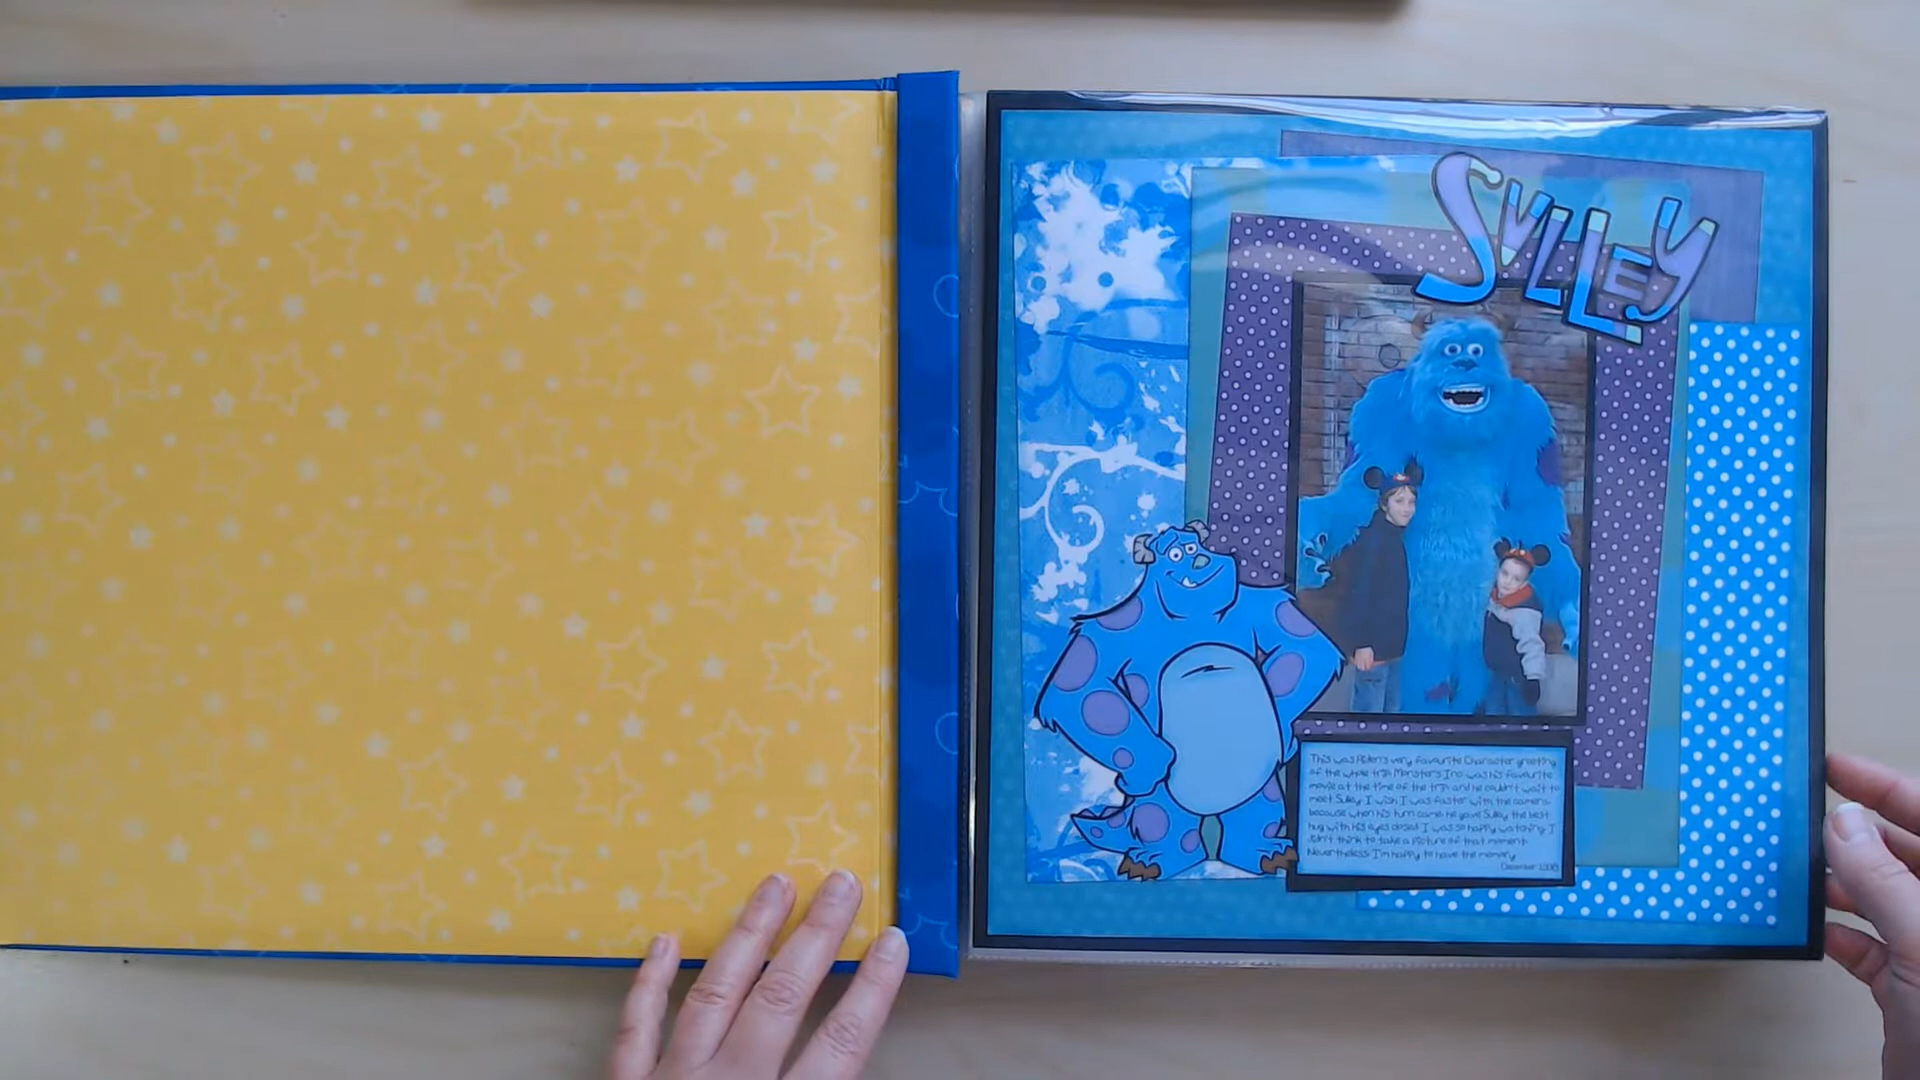 SULLEY
This was Aiden's very favourite Character greeting
of the whole trip. Monster's Inc. was his favourite
movie at the time of the trip and he couldn't wait to
meet Sulley. I wish I was faster with the camera
because when his turn came he gave Sulley the best
hug with his eyes closed. I was so happy watching I
didn't think to take a picture of that moment.
Nevertheless I'm happy to have the memory.
December